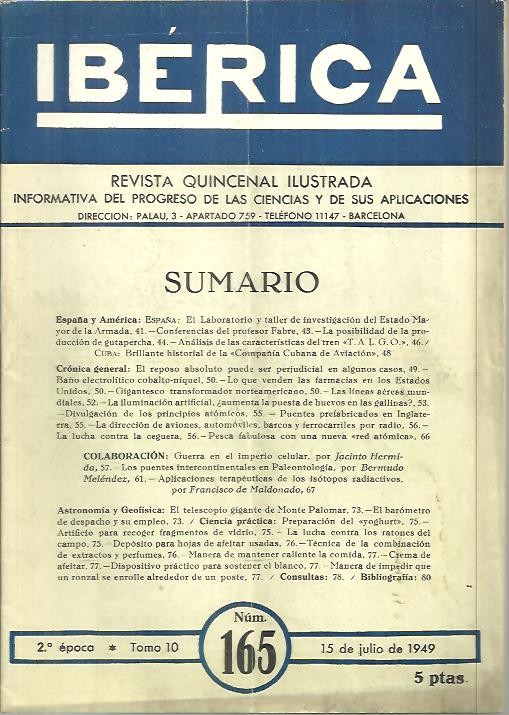 IBÉRICA
REVISTA QUINCENAL ILUSTRADA
INFORMATIVA DEL PROGRESO DE LAS CIENCIAS Y DE SUS APLICACIONES
DIRECCION: PALAU, 3 - APARTADO 759 - TELÉFONO 11147 - BARCELONA
SUMARIO
España y América: ESPAÑA: El Laboratorio y taller de investigación del Estado Ma-
yor de la Armada, 41. — Conferencias del profesor Fabre, 43. — La posibilidad de la pro-
ducción de gutapercha, 44. — Análisis de las características del tren «T. A L G. O.», 46. /
CUBA: Brillante historial de la «Compañía Cubana de Aviación», 48
Crónica general: El reposo absoluto puede ser perjudicial en algunos casos, 49. —
Baño electrolítico cobalto-níquel, 50. — Lo que venden las farmacias en los Estados
Unidos, 50. — Gigantesco transformador norteamericano, 50. — Las líneas aéreas mun-
diales, 52. — La iluminación artificial, ¿aumenta la puesta de huevos en las gallinas?, 53.
— Divulgación de los principios atómicos, 55. — Puentes prefabricados en Inglate-
rra, 55. — La dirección de aviones, automóviles, barcos y ferrocarriles por radio, 56. —
La lucha contra la ceguera, 56. — Pesca fabulosa con una nueva «red atómica», 66
COLABORACIÓN: Guerra en el imperio celular, por Jacinto Hermi-
da, 57. — Los puentes intercontinentales en Paleontología, por Bermudo
Meléndez, 61. — Aplicaciones terapéuticas de los isótopos radiactivos,
por Francisco de Maldonado, 67
Astronomía y Geofísica: El telescopio gigante de Monte Palomar, 73. — El barómetro
de despacho y su empleo, 73. / Ciencia práctica: Preparación del «yoghurt», 75. —
Artificio para recoger fragmentos de vidrio, 75. — La lucha contra los ratones del
campo, 75. — Depósito para hojas de afeitar usadas, 76. — Técnica de la combinación
de extractos y perfumes, 76. — Manera de mantener caliente la comida, 77. — Crema de
afeitar, 77. — Dispositivo práctico para sostener el blanco, 77. — Manera de impedir que
un ronzal se enrolle alrededor de un poste, 77. / Consultas: 78. / Bibliografía: 80
2.ª época * Tomo 10
Núm.
165
15 de julio de 1949
5 ptas.